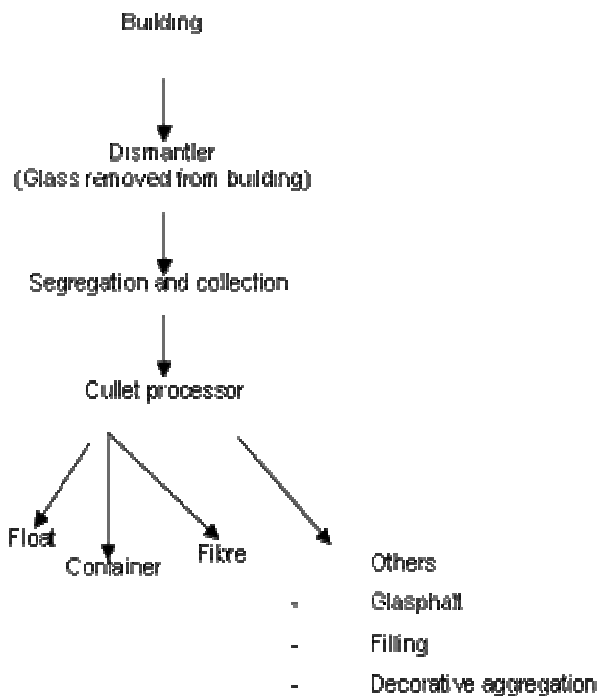 Building
Dismantler
(Glass removed from building)
Segregation and collection
Cullet processor
Float
Container
Fibre
Others
- Glasphalt
- Filling
- Decorative aggregation